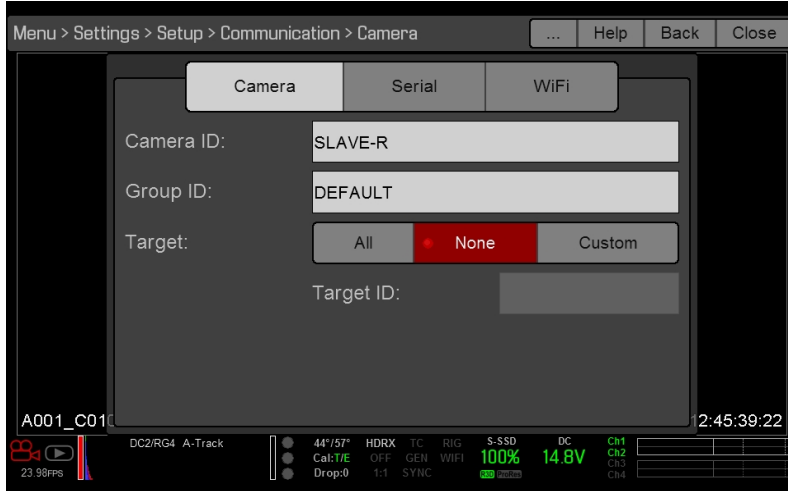 Menu > Settings > Setup > Communication > Camera ... Help Back Close
Camera Serial WiFi
Camera ID: SLAVE-R
Group ID: DEFAULT
Target: All None Custom
Target ID:
A001_C01 2:45:39:22
DC2/RG4 A-Track 44°/57° HDRX TC RIG S-SSD DC Ch1
Cal:T/E OFF GEN WIFI 100% 14.8V Ch2
23.98FPS Drop:0 1:1 SYNC R3D ProRes Ch3
Ch4